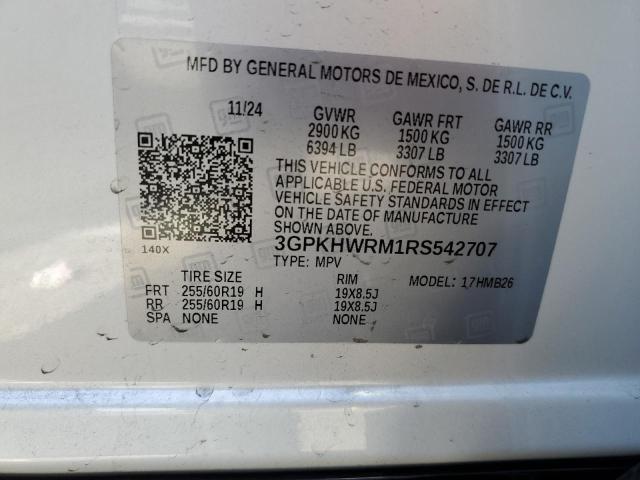 MFD BY GENERAL MOTORS DE MEXICO, S. DE R.L. DE C.V.
11/24 GVWR GAWR FRT GAWR RR
2900 KG 1500 KG 1500 KG
6394 LB 3307 LB 3307 LB
THIS VEHICLE CONFORMS TO ALL
APPLICABLE U.S. FEDERAL MOTOR
VEHICLE SAFETY STANDARDS IN EFFECT
ON THE DATE OF MANUFACTURE
140X 3GPKHWRM1RS542707
TYPE: MPV
TIRE SIZE RIM MODEL: 17HMB26
FRT 255/60R19 H 19X8.5J
RR 255/60R19 H 19X8.5J
SPA NONE NONE